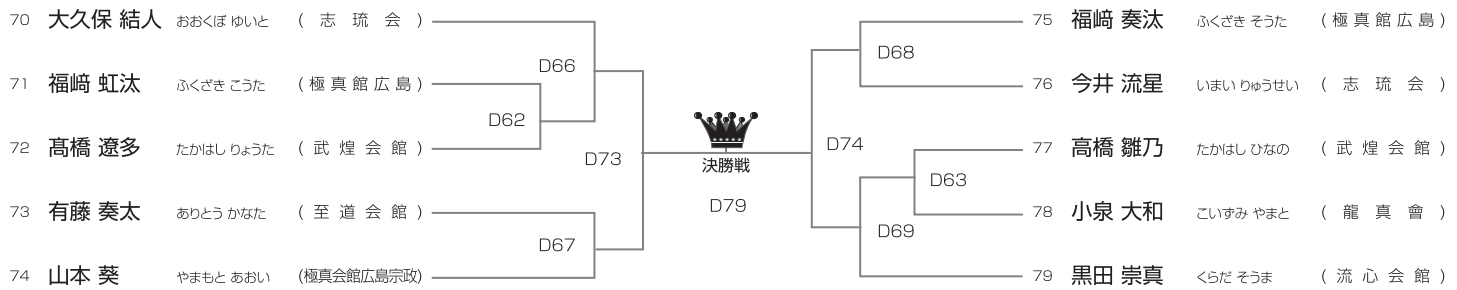 70 大久保 結人 おおくぼ ゆいと (志琉会)
D66
71 福﨑 虹汰 ふくざき こうた (極真館広島)
D62
72 髙橋 遼多 たかはし りょうた (武煌会館)
D73
73 有藤 奏太 ありとう かなた (至道会館)
D67
74 山本 葵 やまもと あおい (極真会館広島宗政)
決勝戦
D79
75 福﨑 奏汰 ふくざき そうた (極真館広島)
D68
76 今井 流星 いまい りゅうせい (志琉会)
D74
77 高橋 雛乃 たかはし ひなの (武煌会館)
D63
78 小泉 大和 こいずみ やまと (龍真會)
D69
79 黒田 崇真 くらだ そうま (流心会館)